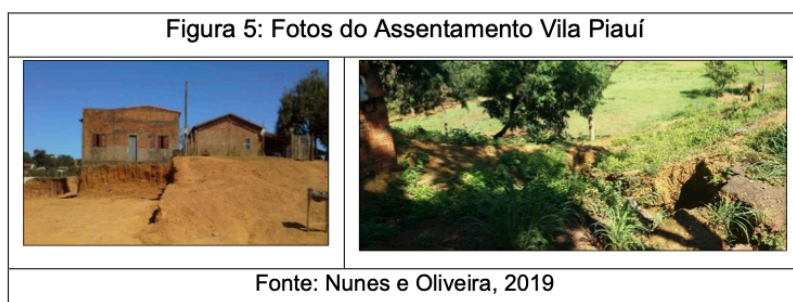 Figura 5: Fotos do Assentamento Vila Piauí
Fonte: Nunes e Oliveira, 2019